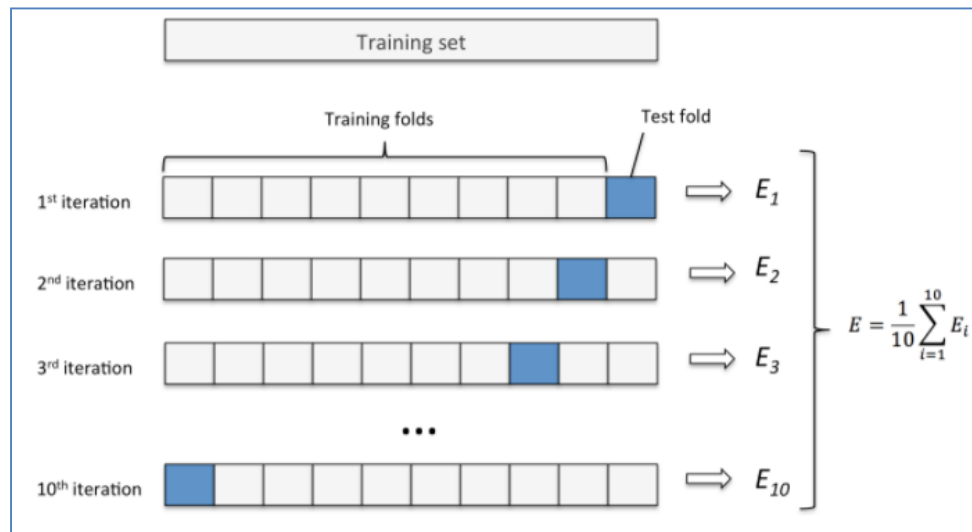 Training set
Training folds
Test fold
1st iteration
E1
2nd iteration
E2
3rd iteration
E3
E = 1/10 ∑ i=1 10 Ei
...
10th iteration
E10